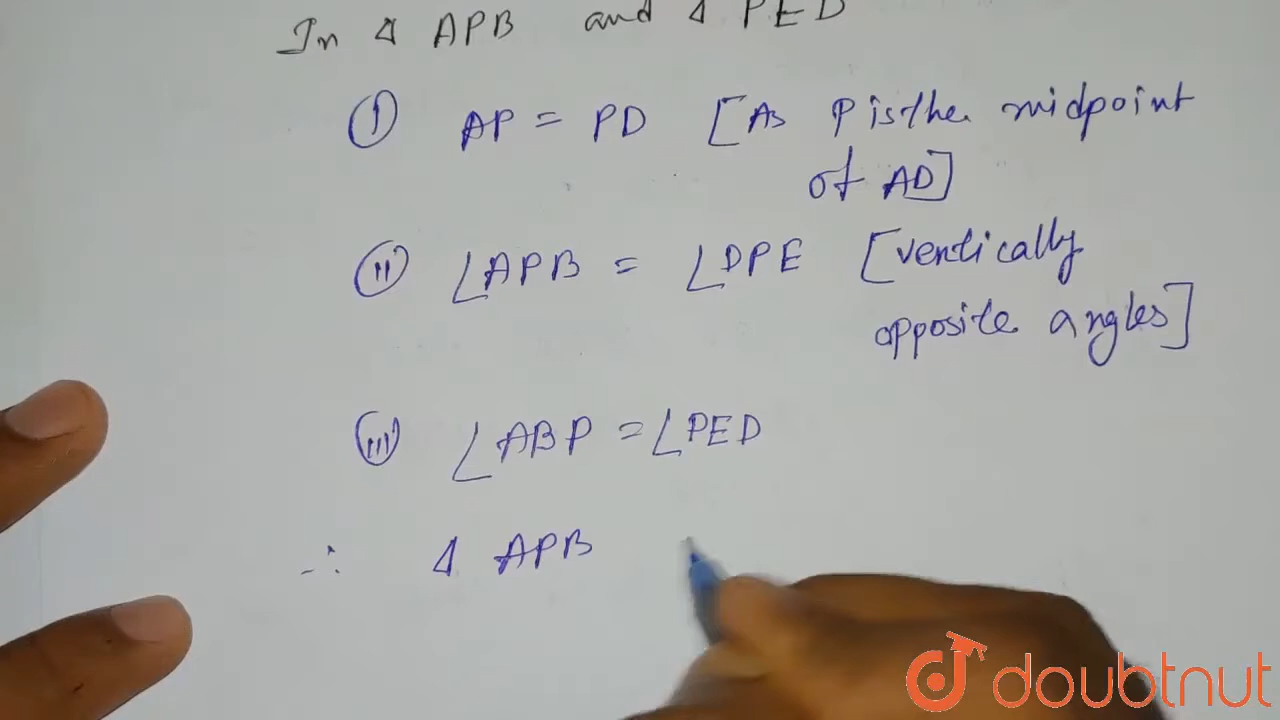 In Δ APB and Δ PED
(I) AP = PD [As P is the midpoint
of AD]
(II) ∠APB = ∠DPE [vertically
opposite angles]
(III) ∠ABP = ∠PED
∴ Δ APB
doubtnut